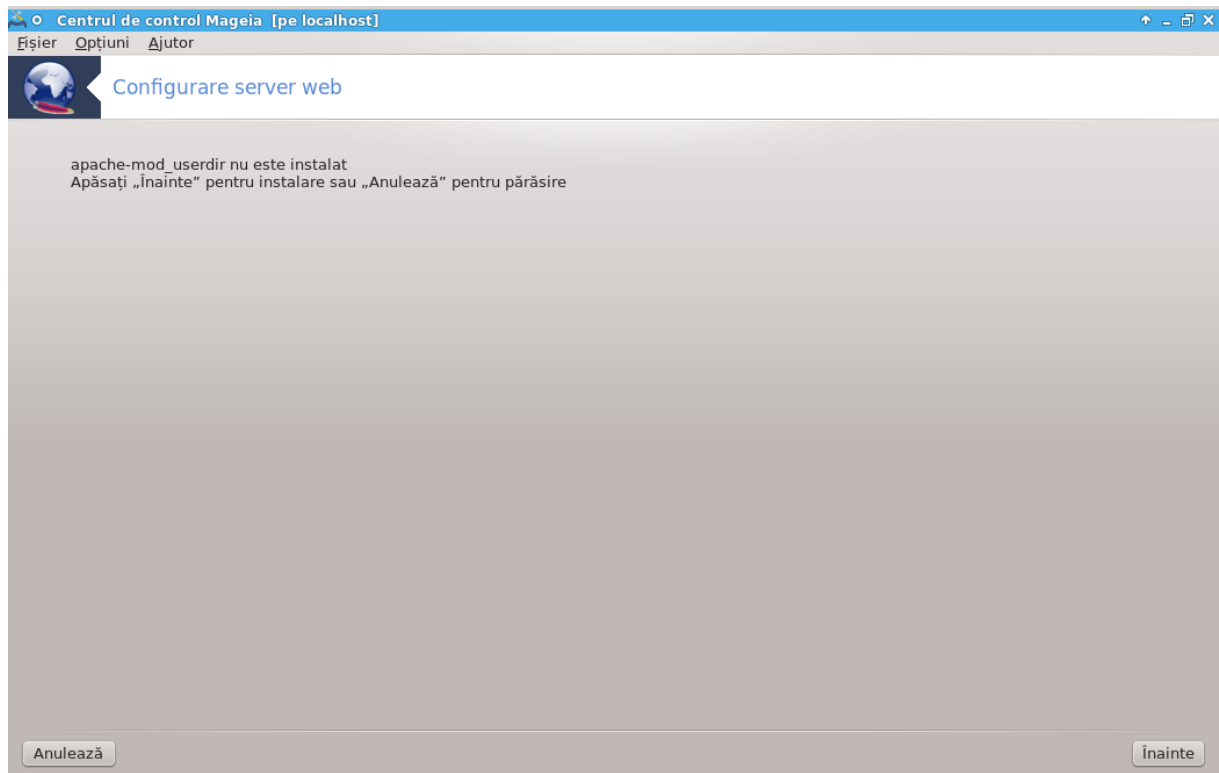 Centrul de control Mageia [pe localhost]
Fișier Opțiuni Ajutor
Configurare server web
apache-mod_userdir nu este instalat
Apăsați „Înainte” pentru instalare sau „Anulează” pentru părăsire
Anulează Înainte